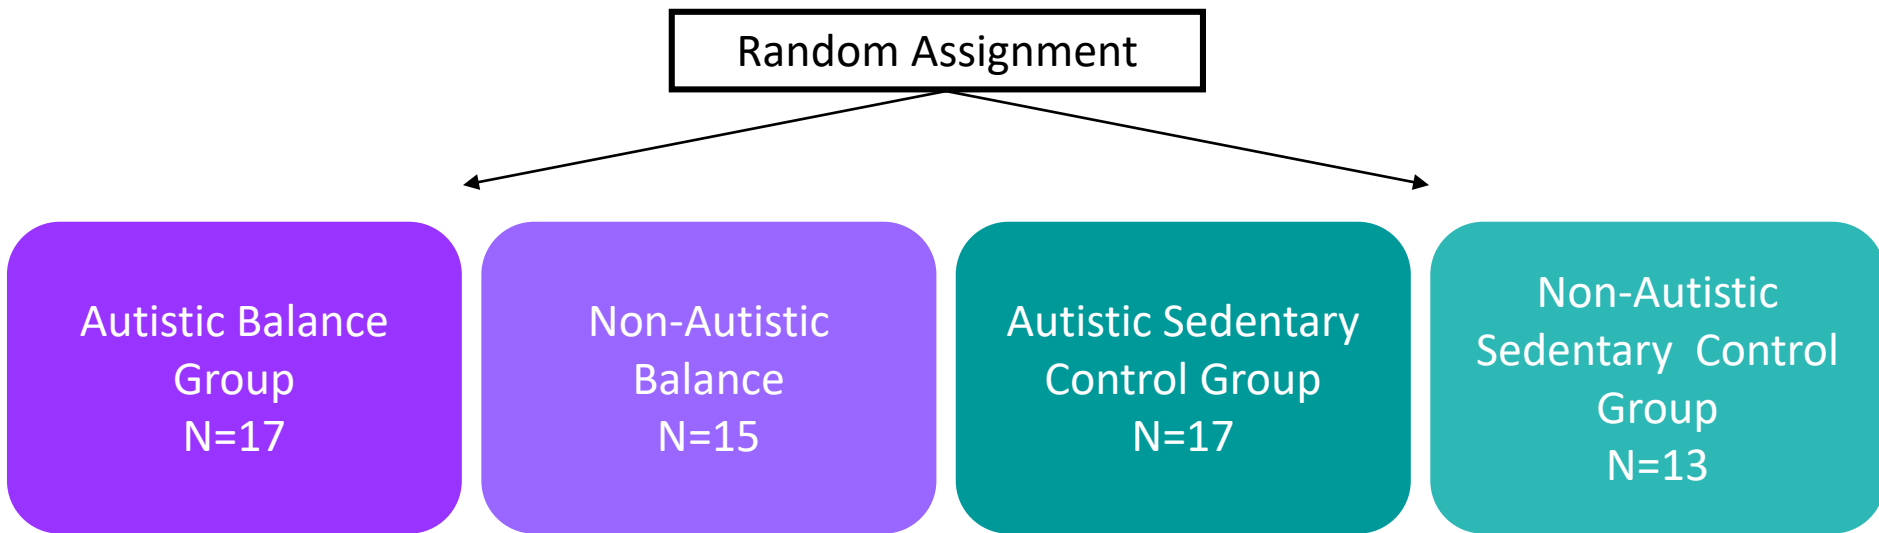 Random Assignment
Autistic Balance
Group
N=17
Non-Autistic
Balance
N=15
Autistic Sedentary
Control Group
N=17
Non-Autistic
Sedentary  Control
Group
N=13